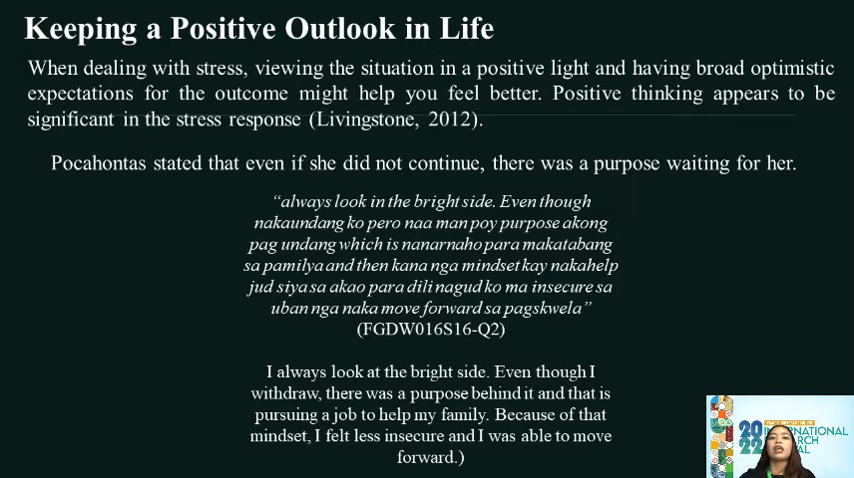 Keeping a Positive Outlook in Life
When dealing with stress, viewing the situation in a positive light and having broad optimistic
expectations for the outcome might help you feel better. Positive thinking appears to be
significant in the stress response (Livingstone, 2012).
Pocahontas stated that even if she did not continue, there was a purpose waiting for her.
“always look in the bright side. Even though
nakaundang ko pero naa man poy purpose akong
pag undang which is nanarnaho para makatabang
sa pamilya and then kana nga mindset kay nakahelp
jud siya sa akao para dili nagud ko ma insecure sa
uban nga naka move forward sa pagskwela”
(FGDW016S16-Q2)
I always look at the bright side. Even though I
withdraw, there was a purpose behind it and that is
pursuing a job to help my family. Because of that
mindset, I felt less insecure and I was able to move
forward.)
2022
INTERNATIONAL